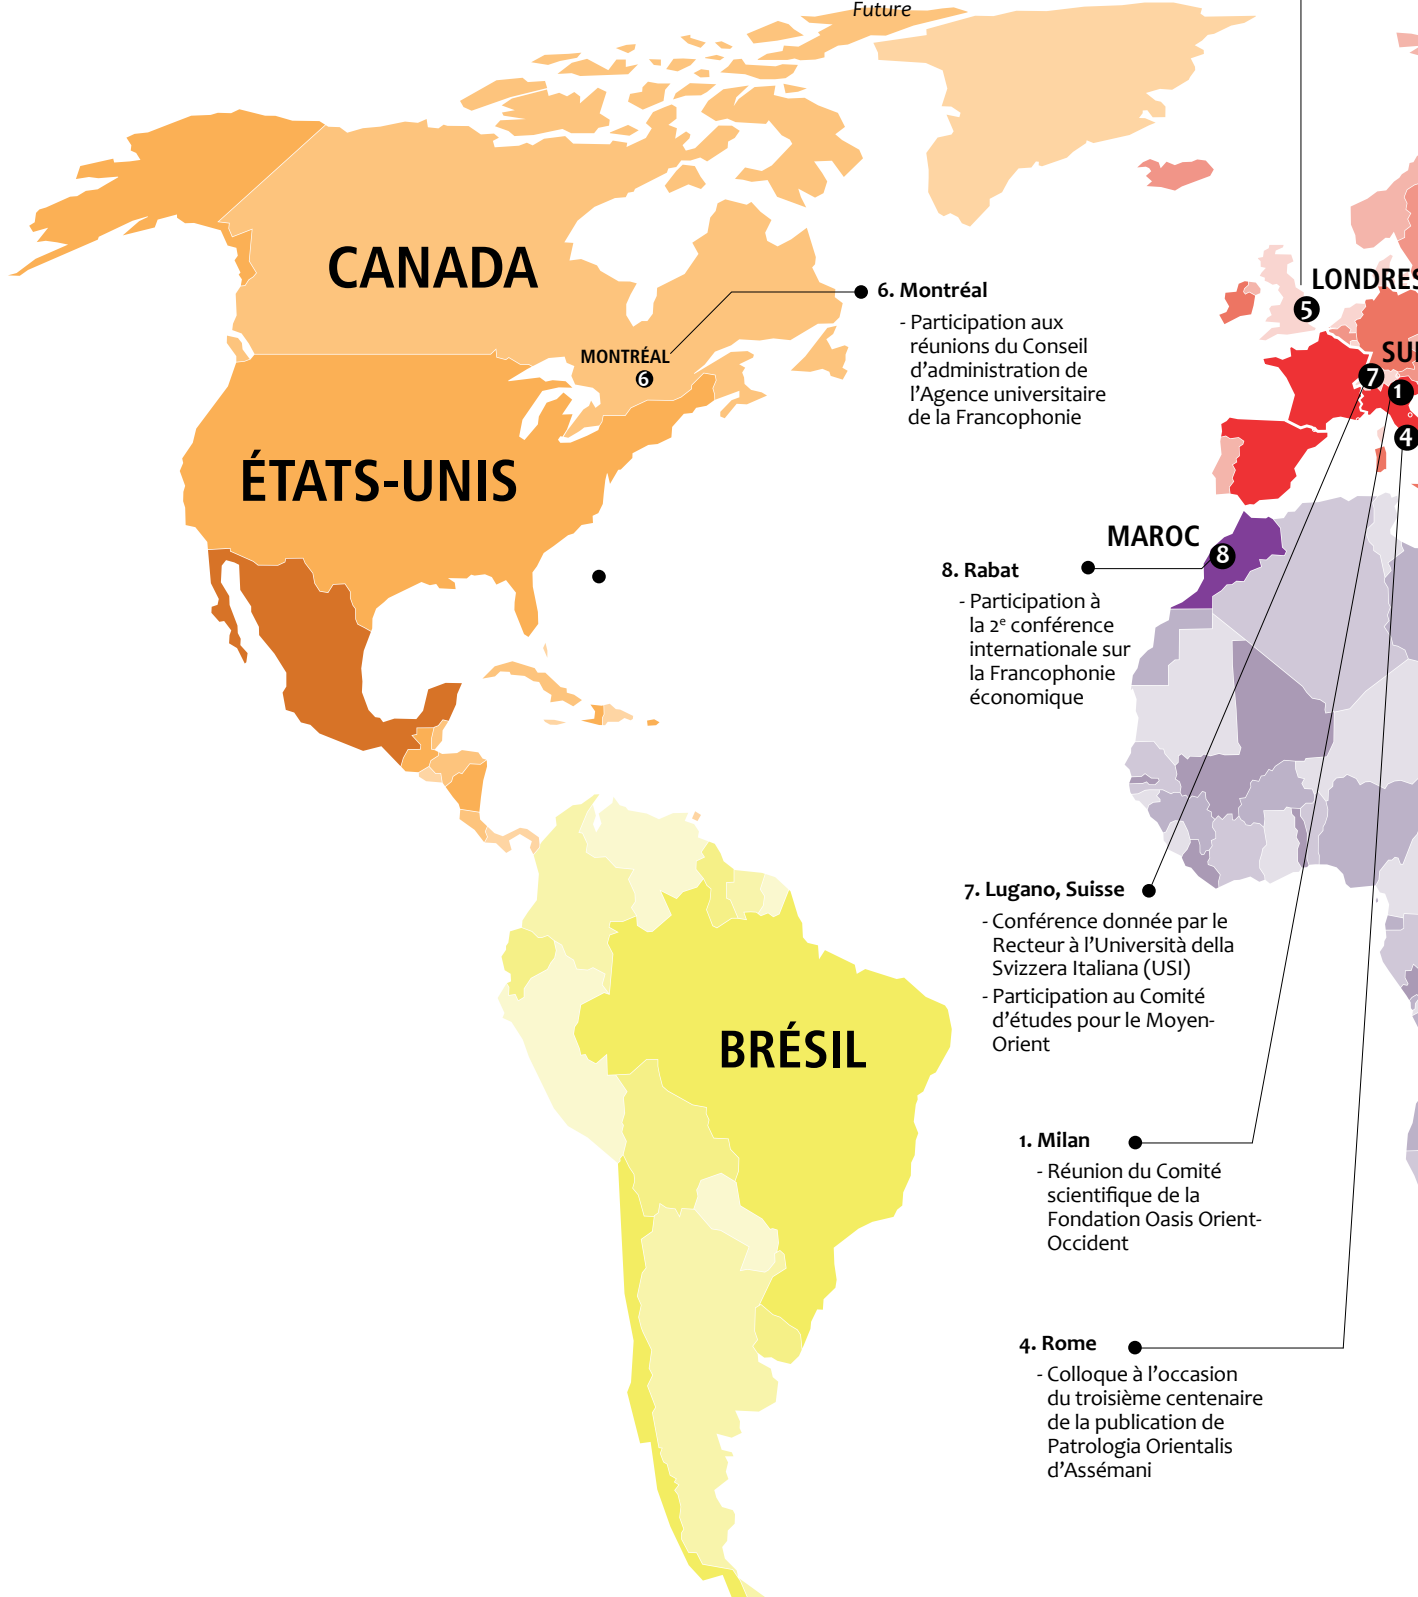 Future
CANADA
6. Montréal
- Participation aux
réunions du Conseil
d’administration de
l’Agence universitaire
de la Francophonie
MONTRÉAL
6
LONDRES
5
7
1
4
ÉTATS-UNIS
MAROC
8
8. Rabat
- Participation à
la 2e conférence
internationale sur
la Francophonie
économique
7. Lugano, Suisse
- Conférence donnée par le
Recteur à l’Università della
Svizzera Italiana (USI)
- Participation au Comité
d’études pour le Moyen-
Orient
BRÉSIL
1. Milan
- Réunion du Comité
scientifique de la
Fondation Oasis Orient-
Occident
4. Rome
- Colloque à l’occasion
du troisième centenaire
de la publication de
Patrologia Orientalis
d’Assémani